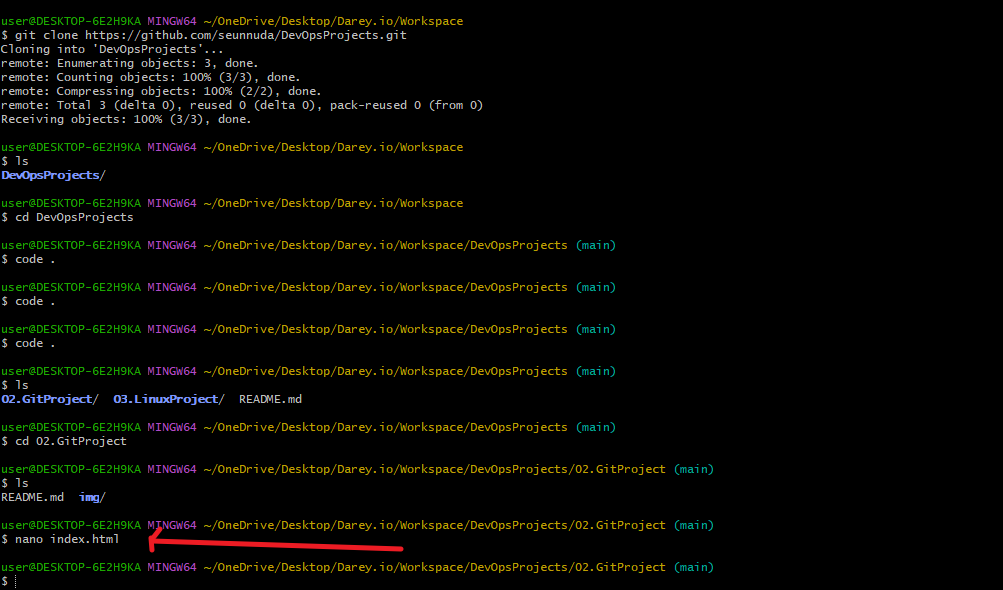 user@DESKTOP-6E2H9KA MINGW64 ~/OneDrive/Desktop/Darey.io/Workspace
$ git clone https://github.com/seunnuda/DevOpsProjects.git
Cloning into 'DevOpsProjects'...
remote: Enumerating objects: 3, done.
remote: Counting objects: 100% (3/3), done.
remote: Compressing objects: 100% (2/2), done.
remote: Total 3 (delta 0), reused 0 (delta 0), pack-reused 0 (from 0)
Receiving objects: 100% (3/3), done.
user@DESKTOP-6E2H9KA MINGW64 ~/OneDrive/Desktop/Darey.io/Workspace
$ ls
DevOpsProjects/
user@DESKTOP-6E2H9KA MINGW64 ~/OneDrive/Desktop/Darey.io/Workspace
$ cd DevOpsProjects
user@DESKTOP-6E2H9KA MINGW64 ~/OneDrive/Desktop/Darey.io/Workspace/DevOpsProjects (main)
$ code .
user@DESKTOP-6E2H9KA MINGW64 ~/OneDrive/Desktop/Darey.io/Workspace/DevOpsProjects (main)
$ code .
user@DESKTOP-6E2H9KA MINGW64 ~/OneDrive/Desktop/Darey.io/Workspace/DevOpsProjects (main)
$ code .
user@DESKTOP-6E2H9KA MINGW64 ~/OneDrive/Desktop/Darey.io/Workspace/DevOpsProjects (main)
$ ls
02.GitProject/ 03.LinuxProject/ README.md
user@DESKTOP-6E2H9KA MINGW64 ~/OneDrive/Desktop/Darey.io/Workspace/DevOpsProjects (main)
$ cd 02.GitProject
user@DESKTOP-6E2H9KA MINGW64 ~/OneDrive/Desktop/Darey.io/Workspace/DevOpsProjects/02.GitProject (main)
$ ls
README.md img/
user@DESKTOP-6E2H9KA MINGW64 ~/OneDrive/Desktop/Darey.io/Workspace/DevOpsProjects/02.GitProject (main)
$ nano index.html
user@DESKTOP-6E2H9KA MINGW64 ~/OneDrive/Desktop/Darey.io/Workspace/DevOpsProjects/02.GitProject (main)
$